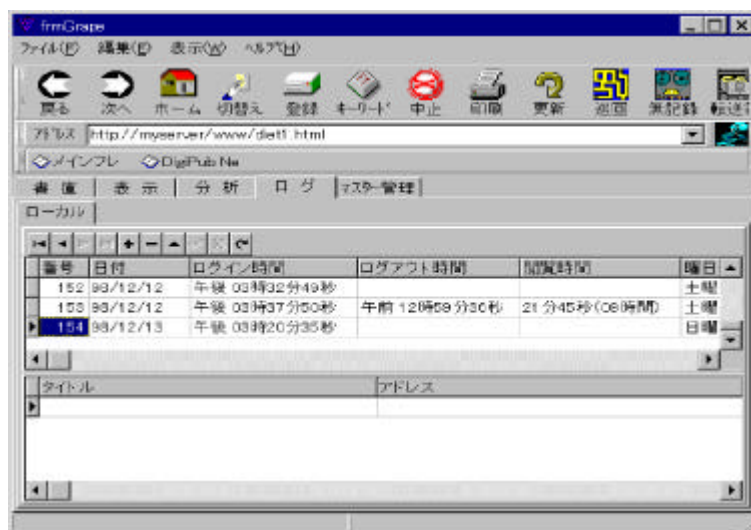 frmGrape
ファイル(F) 編集(E) 表示(W) ヘルプ(H)
戻る 次へ ホーム 切替え 登録 キーワード 中止 印刷 更新 巡回 無記録 転送
アドレス http://myserver/www/diet1.html
メインフレ DigiPub Ne
書直 表示 分析 ログ マスター管理
ローカル
番号 日付 ログイン時間 ログアウト時間 閲覧時間 曜日
152 98/12/12 午後 03時32分49秒 土曜
153 98/12/12 午後 03時37分50秒 午前 12時59分36秒 21分45秒(08時間) 土曜
154 98/12/13 午後 03時20分35秒 日曜
タイトル アドレス